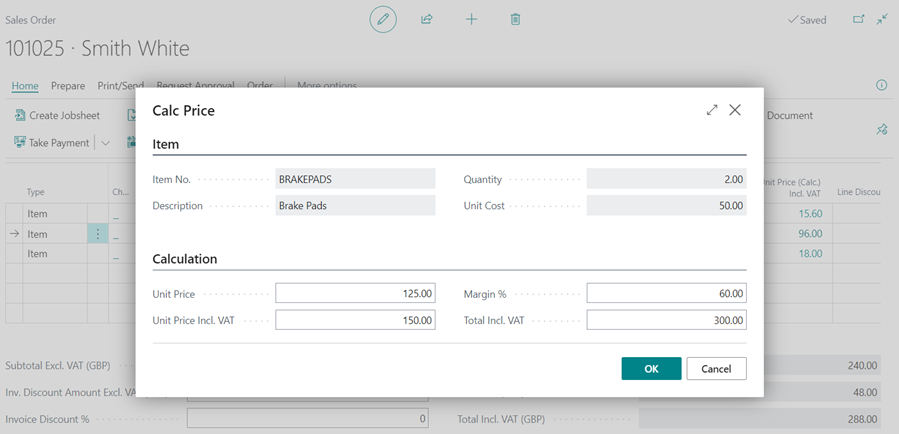 Sales Order
Saved
101025 · Smith White
Home Prepare Print/Send Request Approval Order More options
Create Jobsheet Document
Take Payment
Calc Price
Item
Item No. BRAKEPADS Quantity 2.00
Description Brake Pads Unit Cost 50.00
Calculation
Unit Price 125.00 Margin % 60.00
Unit Price Incl. VAT 150.00 Total Incl. VAT 300.00
OK Cancel
Type Ch... Unit Price (Calc.) Incl. VAT Line Discou
Item 15.60
Item 96.00
Item 18.00
Subtotal Excl. VAT (GBP) 240.00
Inv. Discount Amount Excl. VA 48.00
Invoice Discount % 0 Total Incl. VAT (GBP) 288.00